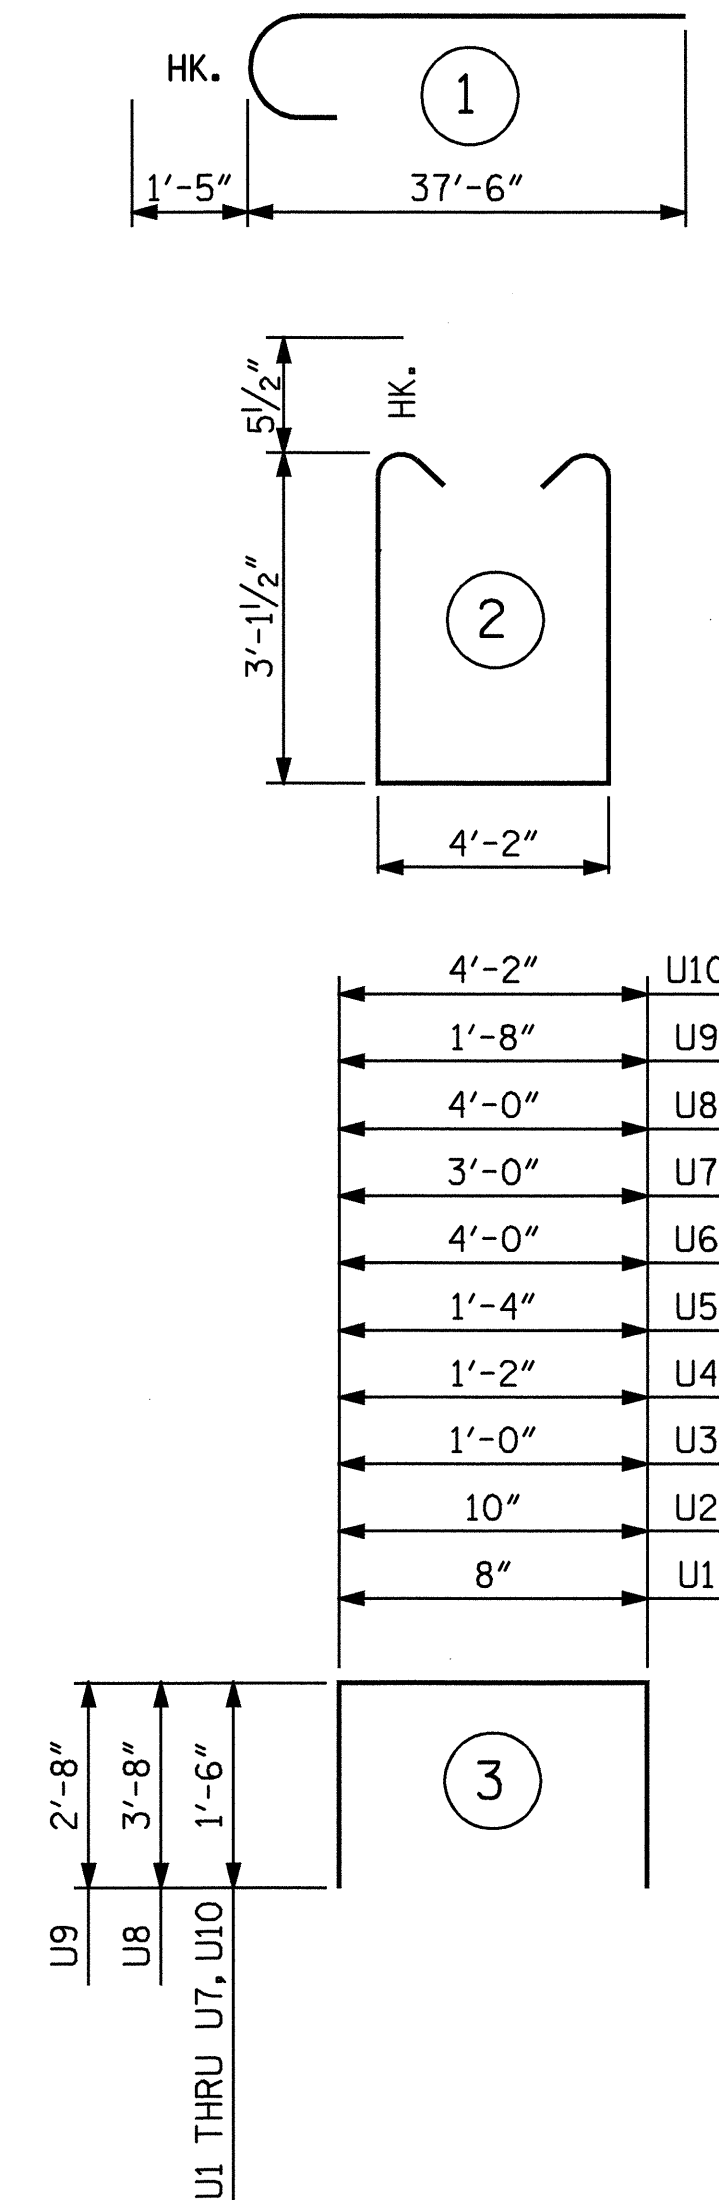 HK.
1
1'-5"
37'-6"
5½"
HK.
3'-1½"
2
4'-2"
4'-2" U10
1'-8" U9
4'-0" U8
3'-0" U7
4'-0" U6
1'-4" U5
1'-2" U4
1'-0" U3
10" U2
8" U1
2'-8"
3'-8"
1'-6"
3
U9
U8
U1 THRU U7, U10